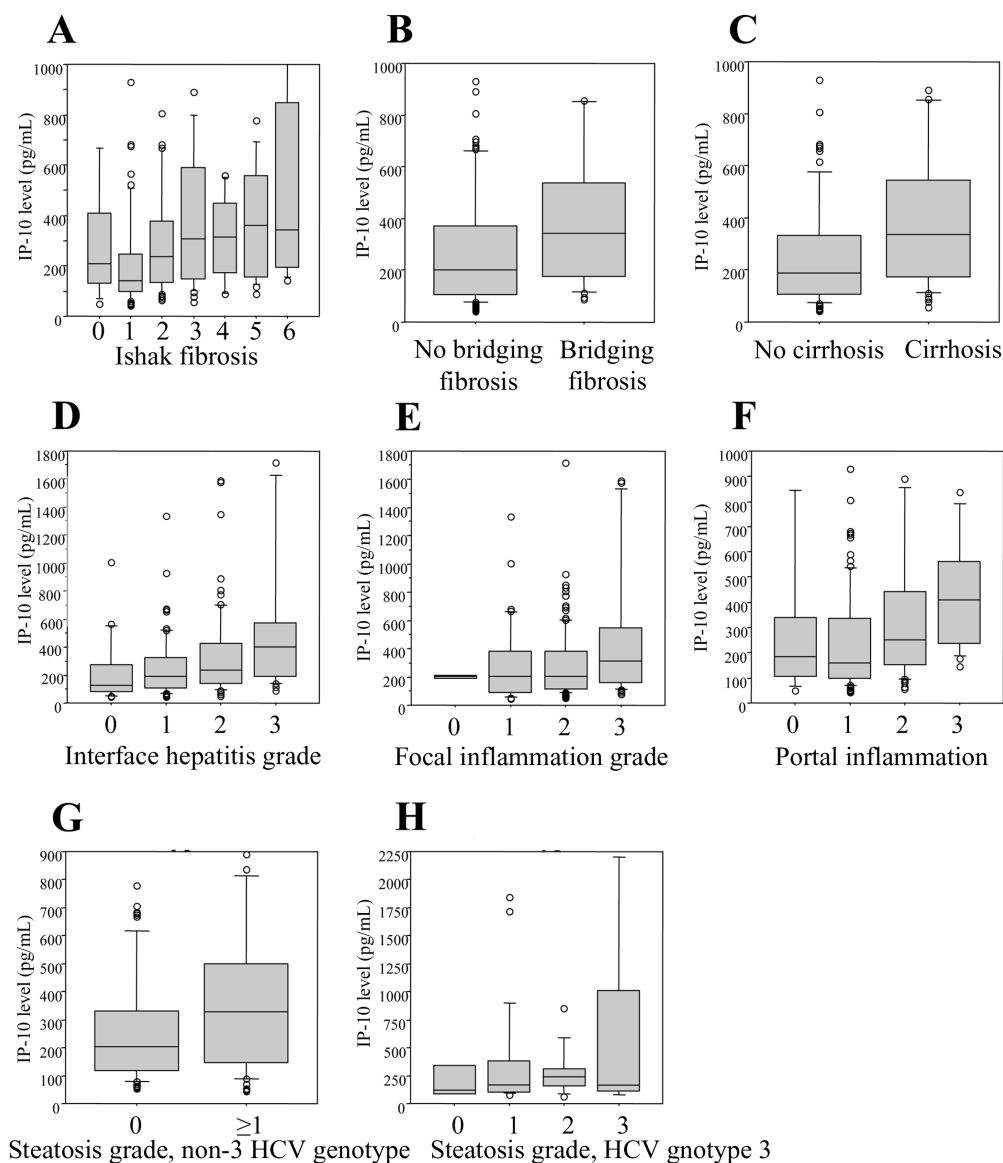 A
1000
800
600
400
200
0
IP-10 level (pg/mL)
0 1 2 3 4 5 6
Ishak fibrosis
B
1000
800
600
400
200
0
IP-10 level (pg/mL)
No bridging fibrosis
Bridging fibrosis
C
1000
800
600
400
200
0
IP-10 level (pg/mL)
No cirrhosis Cirrhosis
D
1800
1600
1400
1200
1000
800
600
400
200
0
IP-10 level (pg/mL)
0 1 2 3
Interface hepatitis grade
E
1800
1600
1400
1200
1000
800
600
400
200
0
IP-10 level (pg/mL)
0 1 2 3
Focal inflammation grade
F
1000
900
800
700
600
500
400
300
200
100
0
IP-10 level (pg/mL)
0 1 2 3
Portal inflammation
G
900
800
700
600
500
400
300
200
100
0
IP-10 level (pg/mL)
0 ≥1
Steatosis grade, non-3 HCV genotype
H
2250
1750
1250
1000
750
500
250
0
IP-10 level (pg/mL)
0 1 2 3
Steatosis grade, HCV gnotype 3